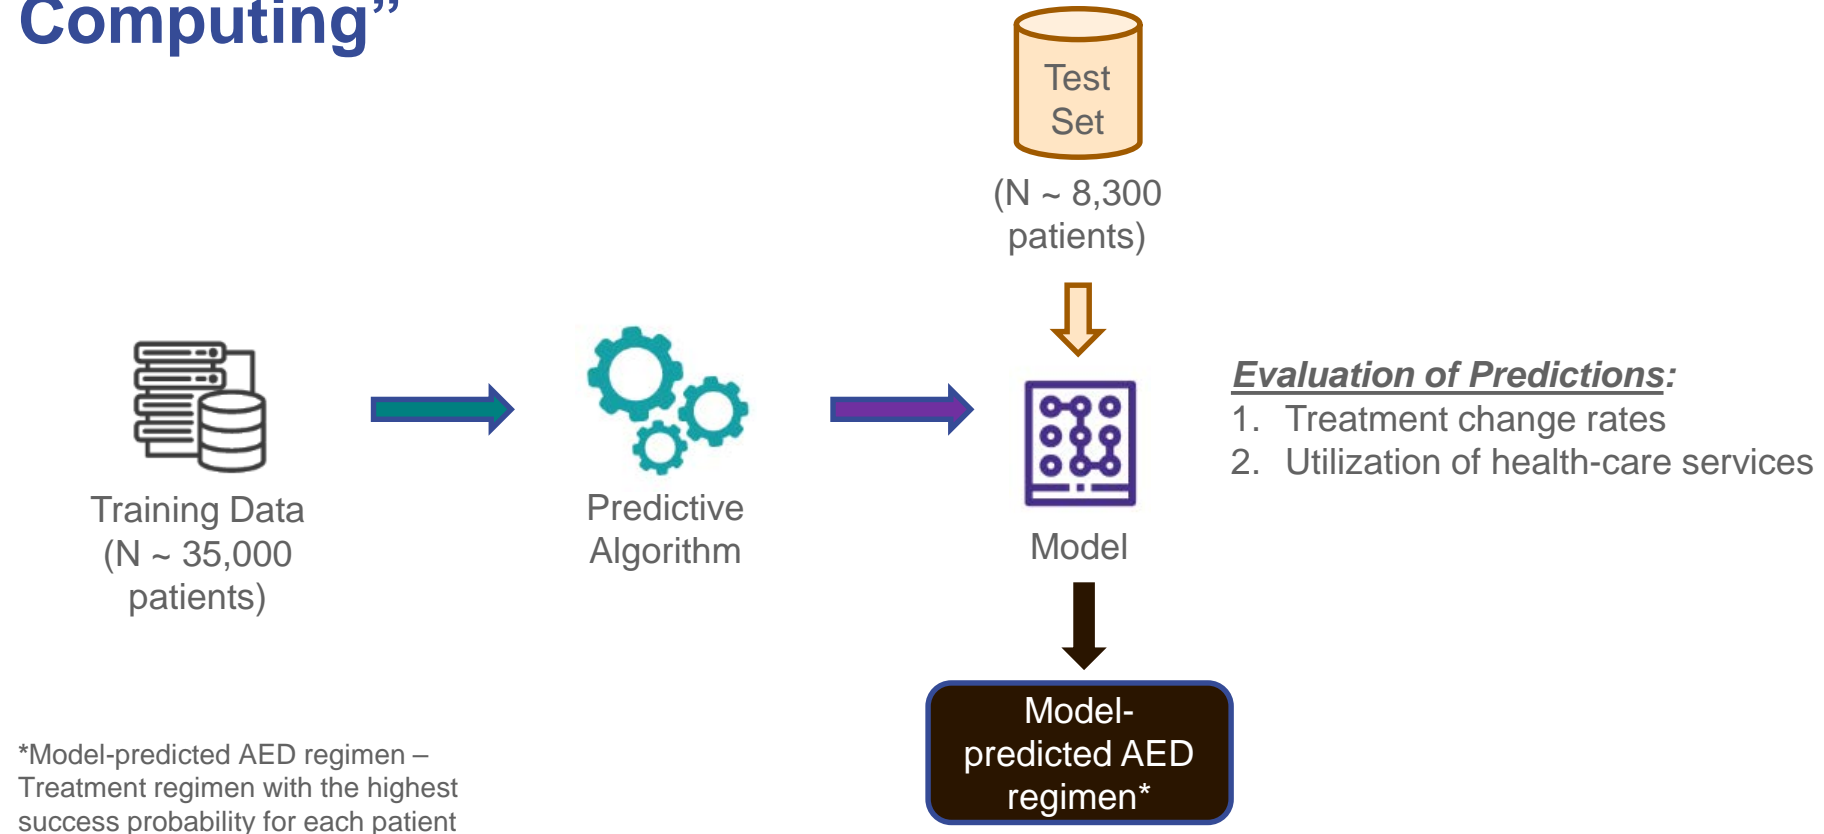 Computing”
Test
Set
(N ~ 8,300
patients)
Training Data
(N ~ 35,000
patients)
Predictive
Algorithm
Model
Evaluation of Predictions:
1. Treatment change rates
2. Utilization of health-care services
Model-
predicted AED
regimen*
*Model-predicted AED regimen –
Treatment regimen with the highest
success probability for each patient